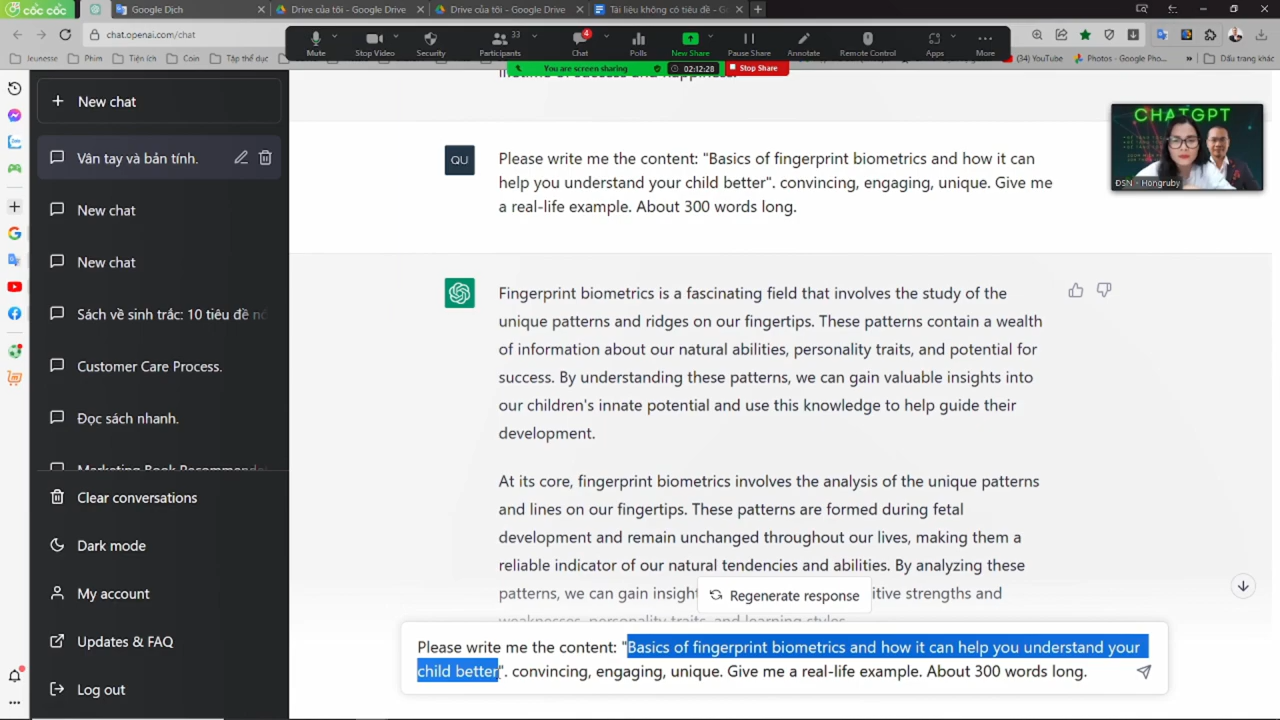 cốc cốc
Google Dịch
Drive của tôi - Google Drive
Drive của tôi - Google Drive
Tài liệu không có tiêu đề - G
chat.openai.com/chat
Mute
Stop Video
Security
Participants
33
Chat
4
Polls
New Share
Pause Share
Annotate
Remote Control
Apps
More
You are screen sharing
02:12:28
Stop Share
Jeunesse
Tiện ích
Coin
Tập thể dục
(34) YouTube
Photos - Google Pho...
Dấu trang khác
New chat
Vân tay và bản tính.
New chat
New chat
Sách về sinh trắc: 10 tiêu đề nổ
Customer Care Process.
Đọc sách nhanh.
Clear conversations
Dark mode
My account
Updates & FAQ
Log out
CHATGPT
ĐSN - Hongruby
QU
Please write me the content: "Basics of fingerprint biometrics and how it can
help you understand your child better". convincing, engaging, unique. Give me
a real-life example. About 300 words long.
Fingerprint biometrics is a fascinating field that involves the study of the
unique patterns and ridges on our fingertips. These patterns contain a wealth
of information about our natural abilities, personality traits, and potential for
success. By understanding these patterns, we can gain valuable insights into
our children's innate potential and use this knowledge to help guide their
development.
At its core, fingerprint biometrics involves the analysis of the unique patterns
and lines on our fingertips. These patterns are formed during fetal
development and remain unchanged throughout our lives, making them a
reliable indicator of our natural tendencies and abilities. By analyzing these
patterns, we can gain insight
itive strengths and
weaknesses, personality traits, and learning styles.
Regenerate response
Please write me the content: "Basics of fingerprint biometrics and how it can help you understand your
child better". convincing, engaging, unique. Give me a real-life example. About 300 words long.